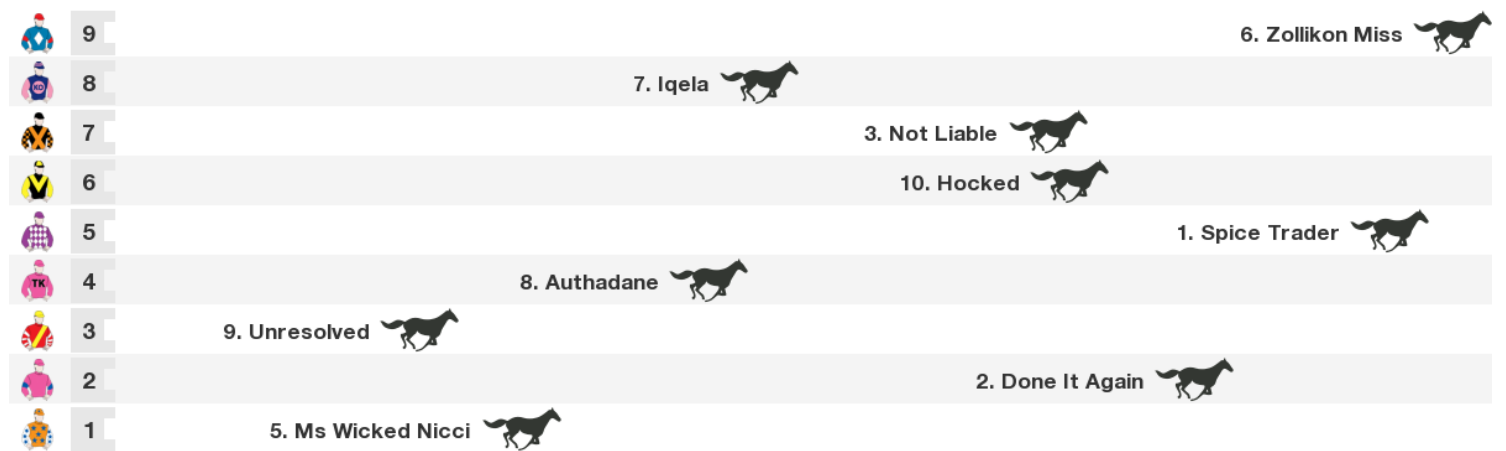 9 6. Zollikon Miss
KO 8 7. Iqela
7 3. Not Liable
6 10. Hocked
5 1. Spice Trader
TK 4 8. Authadane
3 9. Unresolved
2 2. Done It Again
1 5. Ms Wicked Nicci